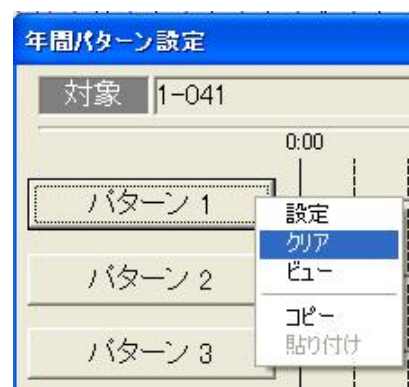 年間パターン設定
対象 1-041
0:00
パターン 1
設定
クリア
ビュー
コピー
貼り付け
パターン 2
パターン 3